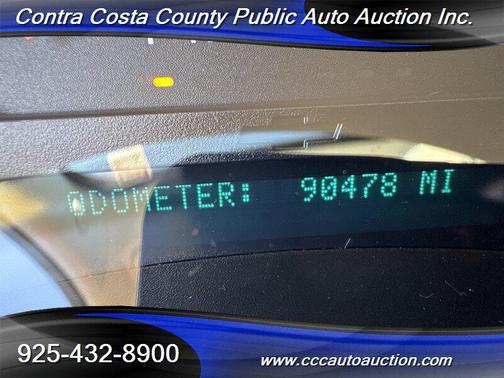 Contra Costa County Public Auto Auction Inc.
ODOMETER: 90478 MI
925-432-8900
www.cccautoauction.com